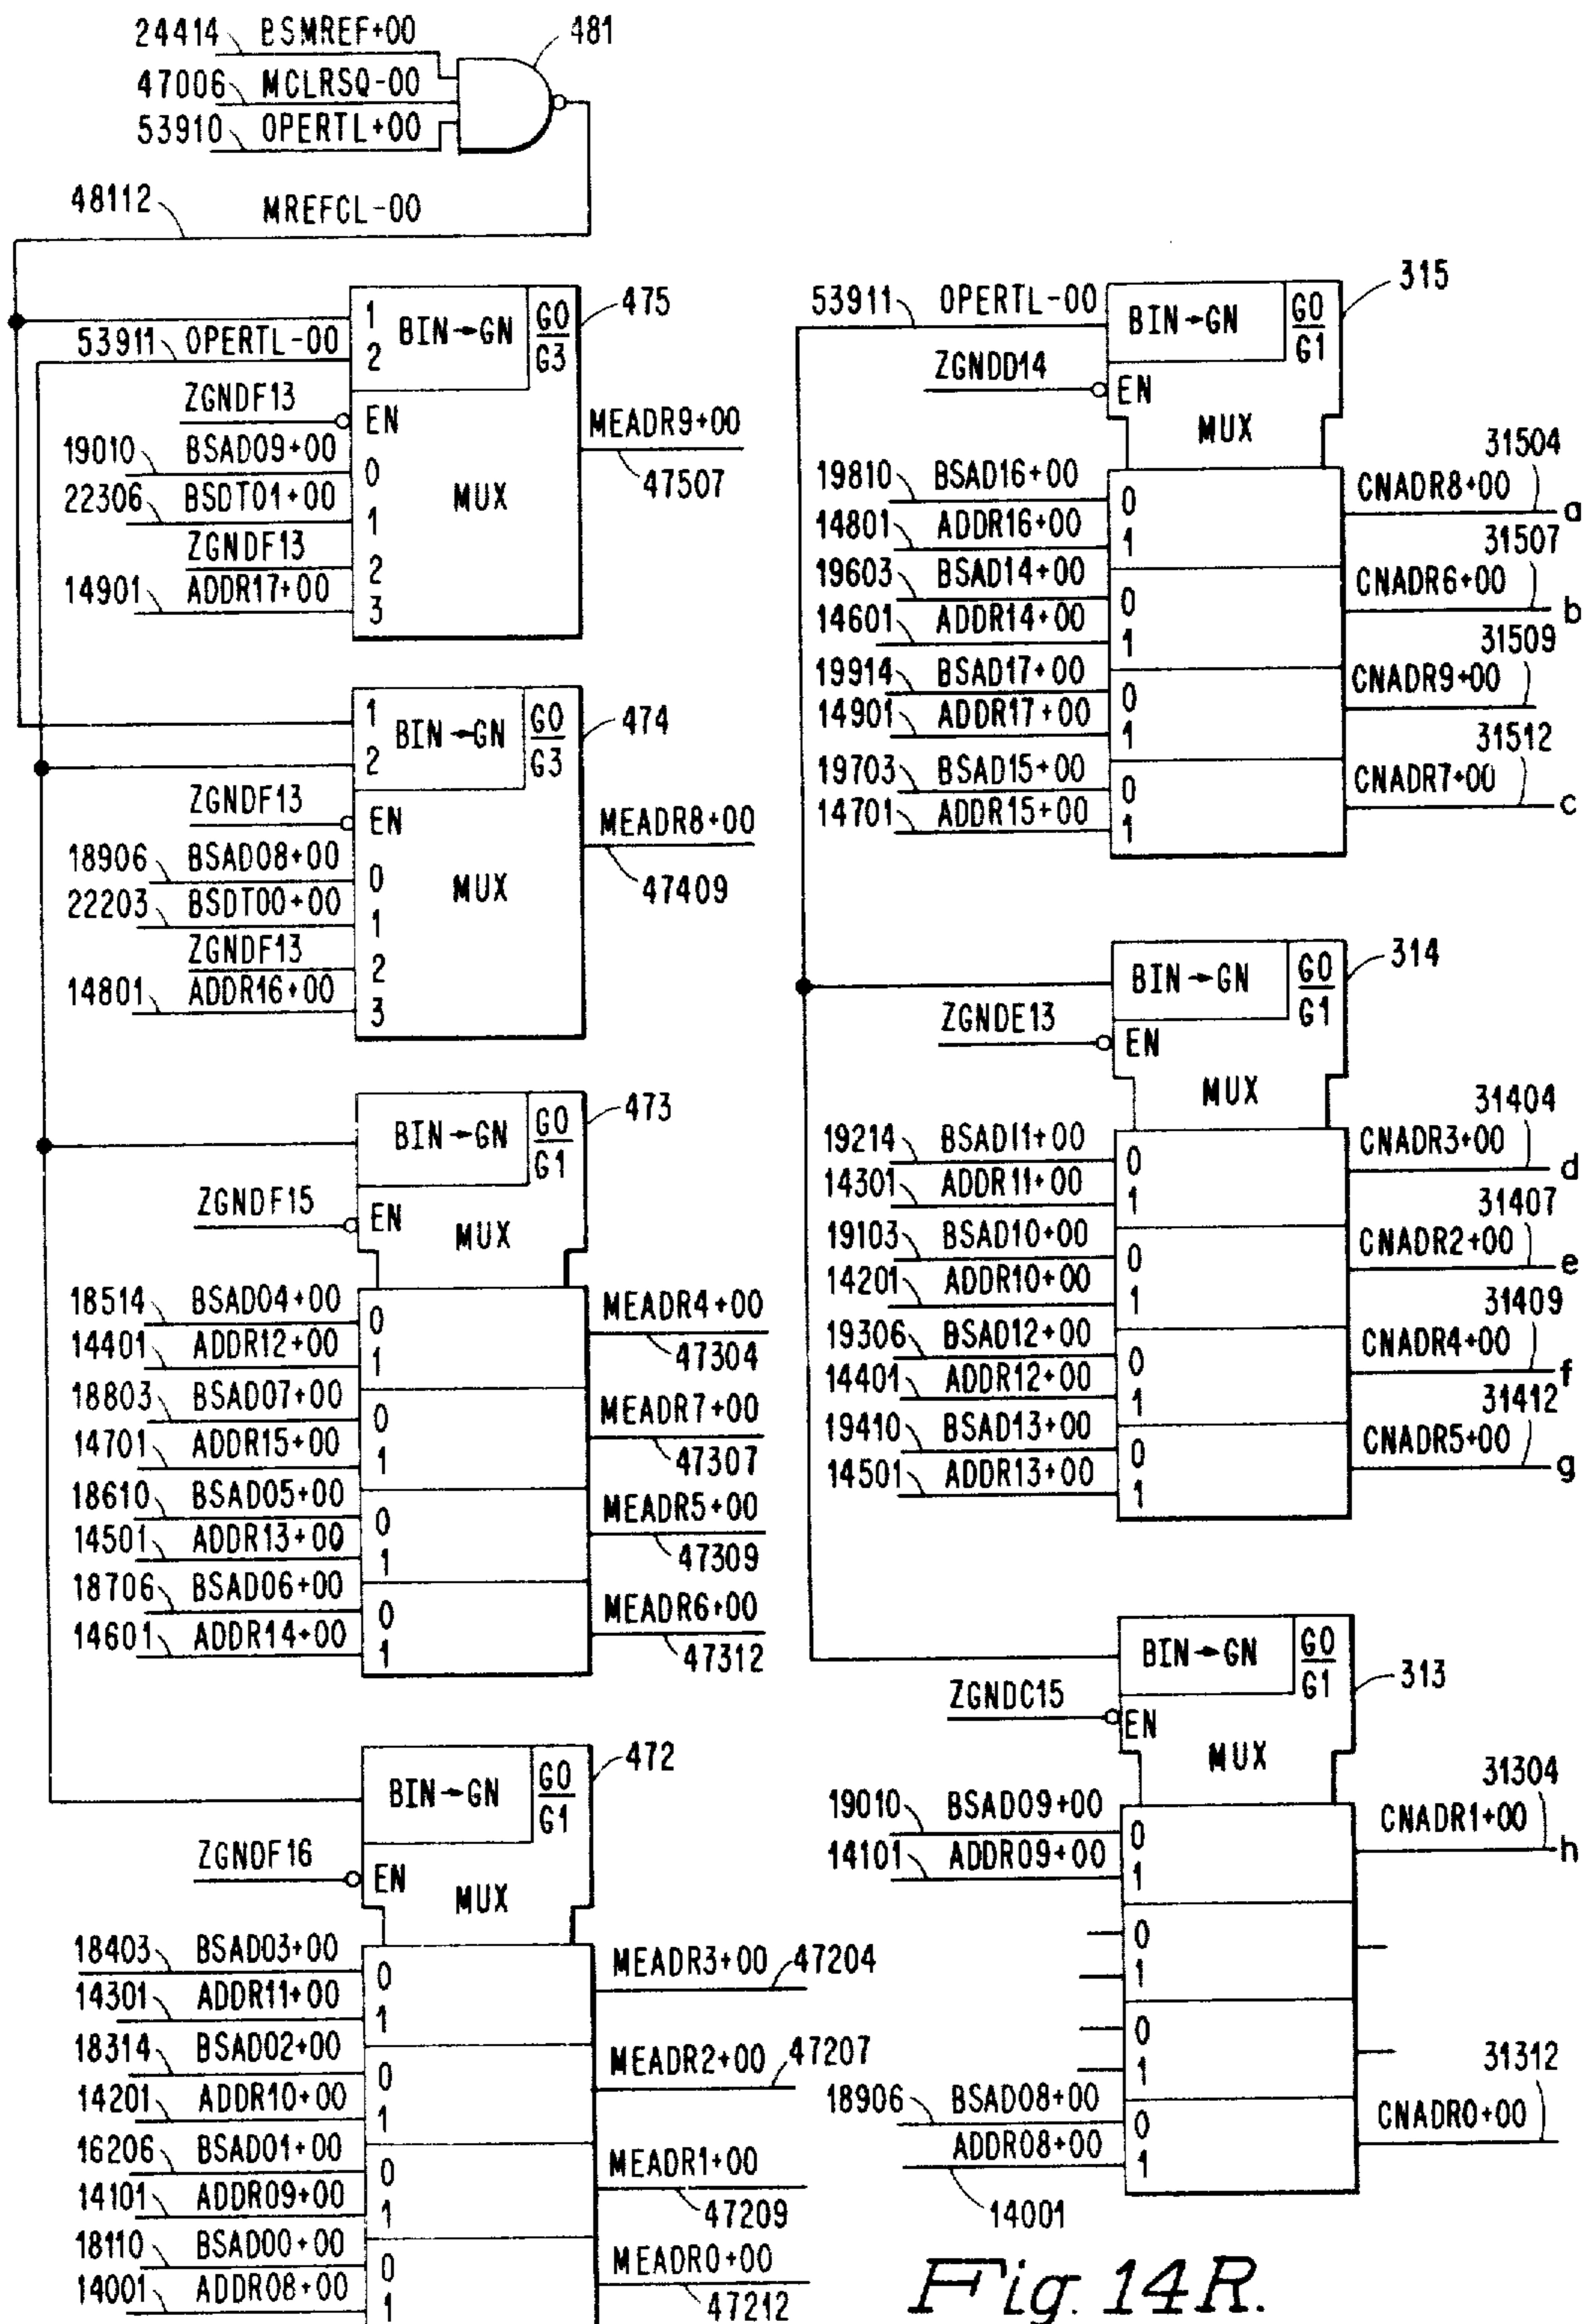 24414 BSMREF+00
481
47006 MCLRSQ-00
53910 OPERTL+00
48112 MREFCL-00
475
1 BIN→GN G0
53911 OPERTL-00 2 G3
ZGNDF13 EN
MEADR9+00
19010 BSAD09+00 0
47507
22306 BSDT01+00 1 MUX
ZGNDF13 2
14901 ADDR17+00 3
474
1 BIN→GN G0
2 G3
ZGNDF13 EN
MEADR8+00
18906 BSAD08+00 0
47409
22203 BSDT00+00 1 MUX
ZGNDF13 2
14801 ADDR16+00 3
473
BIN→GN G0
G1
ZGNDF15 EN
MUX
18514 BSAD04+00 0 MEADR4+00
14401 ADDR12+00 1 47304
18803 BSAD07+00 0 MEADR7+00
14701 ADDR15+00 1 47307
18610 BSAD05+00 0 MEADR5+00
14501 ADDR13+00 1 47309
18706 BSAD06+00 0 MEADR6+00
14601 ADDR14+00 1 47312
472
BIN→GN G0
G1
ZGNDF16 EN
MUX
18403 BSAD03+00 0 MEADR3+00 47204
14301 ADDR11+00 1
18314 BSAD02+00 0 MEADR2+00 47207
14201 ADDR10+00 1
16206 BSAD01+00 0 MEADR1+00
14101 ADDR09+00 1 47209
18110 BSAD00+00 0 MEADR0+00
14001 ADDR08+00 1 47212
315
53911 OPERTL-00 BIN→GN G0
G1
ZGNDD14 EN
MUX
31504
19810 BSAD16+00 0 CNADR8+00 a
14801 ADDR16+00 1
31507
19603 BSAD14+00 0 CNADR6+00 b
14601 ADDR14+00 1
31509
19914 BSAD17+00 0 CNADR9+00
14901 ADDR17+00 1
31512
19703 BSAD15+00 0 CNADR7+00 c
14701 ADDR15+00 1
314
BIN→GN G0
G1
ZGNDE13 EN
MUX
31404
19214 BSAD11+00 0 CNADR3+00 d
14301 ADDR11+00 1
31407
19103 BSAD10+00 0 CNADR2+00 e
14201 ADDR10+00 1
31409
19306 BSAD12+00 0 CNADR4+00 f
14401 ADDR12+00 1
31412
19410 BSAD13+00 0 CNADR5+00 g
14501 ADDR13+00 1
313
BIN→GN G0
G1
ZGNDC15 EN
MUX
31304
19010 BSAD09+00 0 CNADR1+00 h
14101 ADDR09+00 1
0
1
0
1
31312
18906 BSAD08+00 0 CNADR0+00
ADDR08+00 1
14001
Fig. 14R.